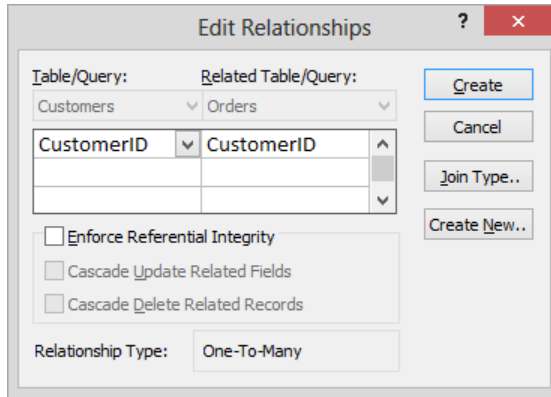 Edit Relationships
?
×
Table/Query: Related Table/Query:
Customers Orders
CustomerID CustomerID
Enforce Referential Integrity
Cascade Update Related Fields
Cascade Delete Related Records
Relationship Type: One-To-Many
Create
Cancel
Join Type..
Create New..